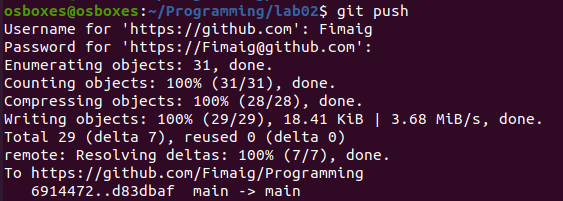 osboxes@osboxes:~/Programming/lab02$ git push
Username for 'https://github.com': Fimaig
Password for 'https://Fimaig@github.com':
Enumerating objects: 31, done.
Counting objects: 100% (31/31), done.
Compressing objects: 100% (28/28), done.
Writing objects: 100% (29/29), 18.41 KiB | 3.68 MiB/s, done.
Total 29 (delta 7), reused 0 (delta 0)
remote: Resolving deltas: 100% (7/7), done.
To https://github.com/Fimaig/Programming
   6914472..d83dbaf  main -> main